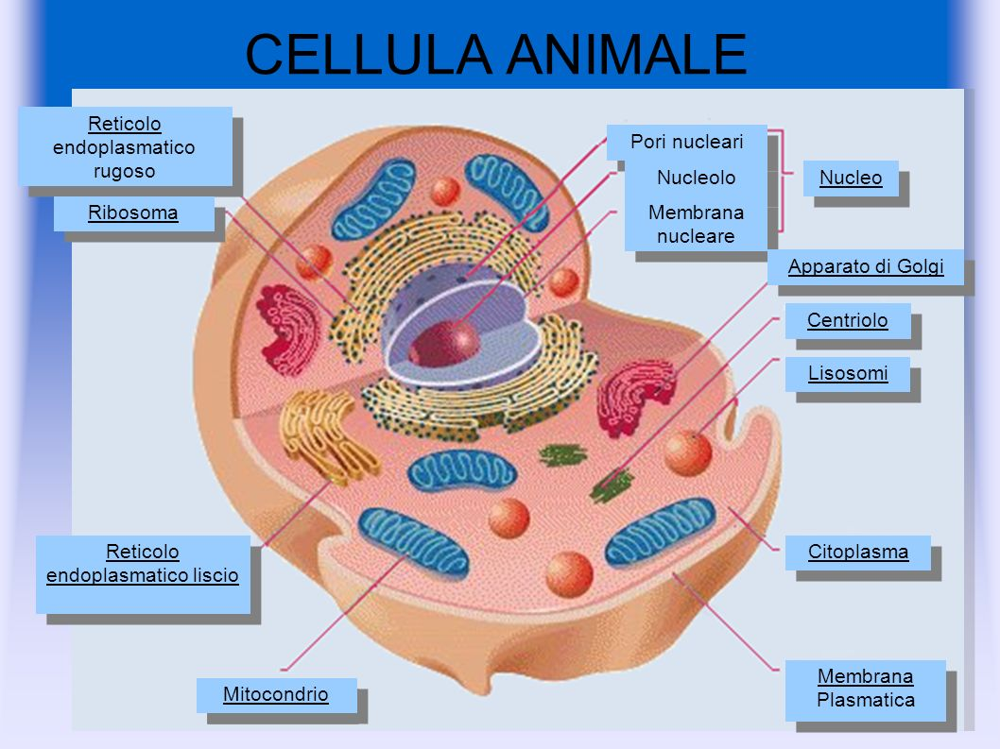 CELLULA ANIMALE
Reticolo
endoplasmatico
rugoso
Ribosoma
Pori nucleari
Nucleolo
Membrana
nucleare
Nucleo
Apparato di Golgi
Centriolo
Lisosomi
Reticolo
endoplasmatico liscio
Citoplasma
Mitocondrio
Membrana
Plasmatica